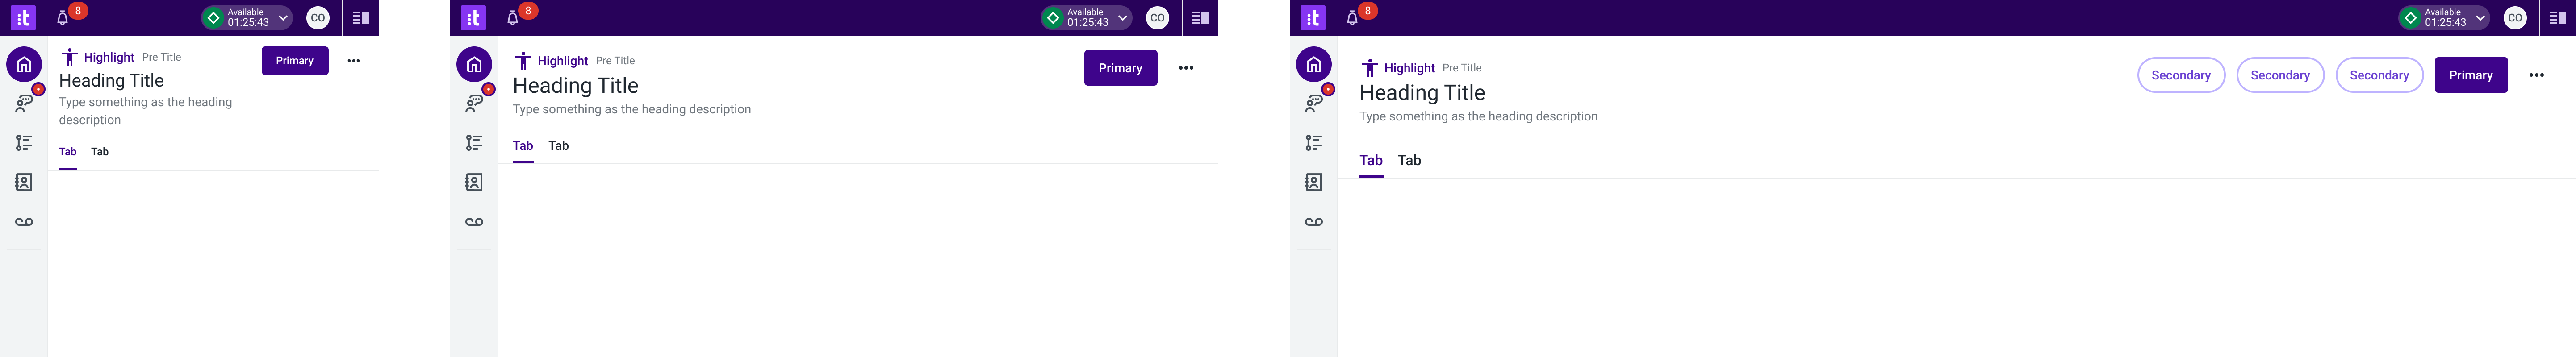 :t 8 Available CO
01:25:43
Highlight Pre Title Primary
Heading Title
Type something as the heading
description
Tab Tab
:t 8 Available CO
01:25:43
Highlight Pre Title Primary
Heading Title
Type something as the heading description
Tab Tab
:t 8 Available CO
01:25:43
Highlight Pre Title Secondary Secondary Secondary Primary
Heading Title
Type something as the heading description
Tab Tab